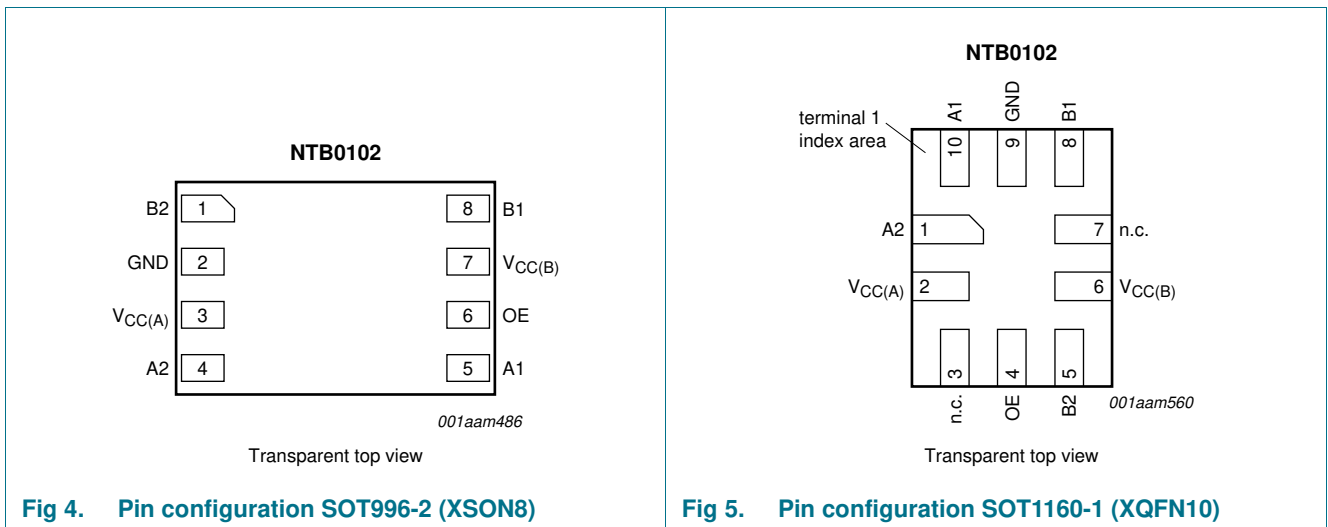 NTB0102
B2 1 8 B1
GND 2 7 VCC(B)
VCC(A) 3 6 OE
A2 4 5 A1
001aam486
Transparent top view
Fig 4. Pin configuration SOT996-2 (XSON8)
NTB0102
terminal 1
index area
A1 GND B1
10 9 8
A2 1 7 n.c.
VCC(A) 2 6 VCC(B)
3 4 5
n.c. OE B2
001aam560
Transparent top view
Fig 5. Pin configuration SOT1160-1 (XQFN10)